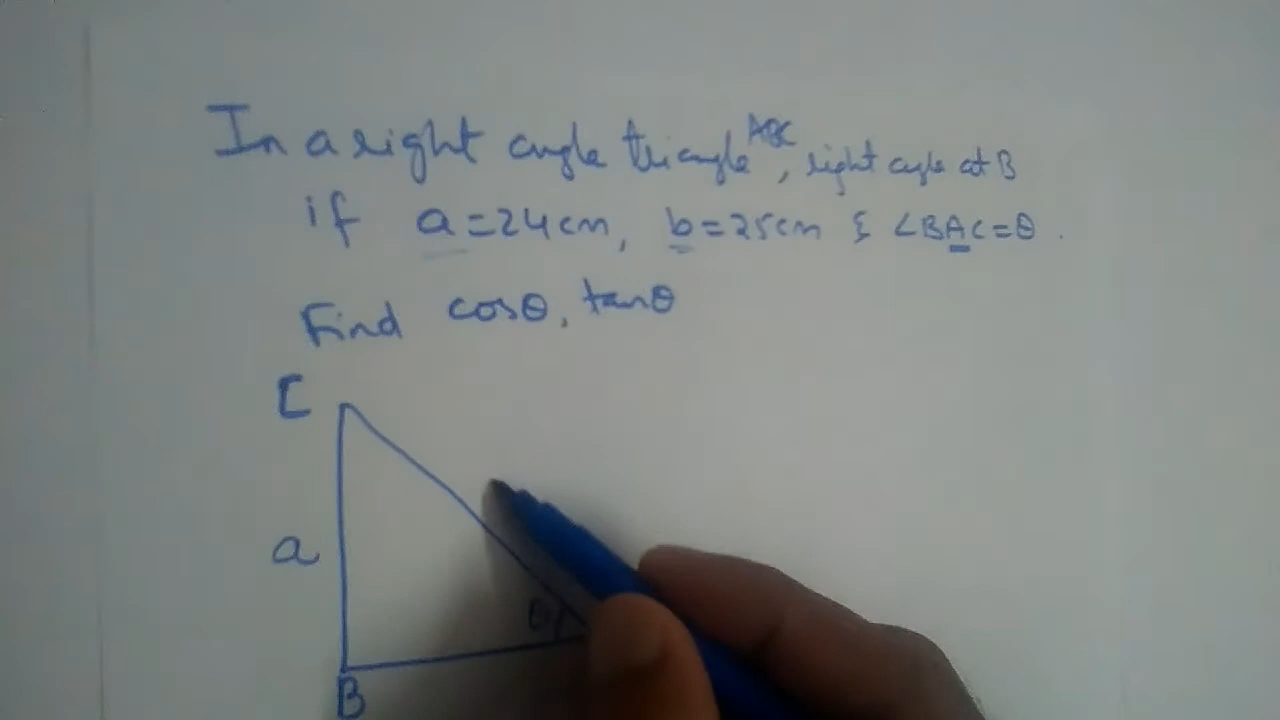 In a right angle triangle ABC, right angle at B
if a = 24cm, b = 25cm & ∠BAC = θ.
Find cosθ, tanθ
C
a
θ
B